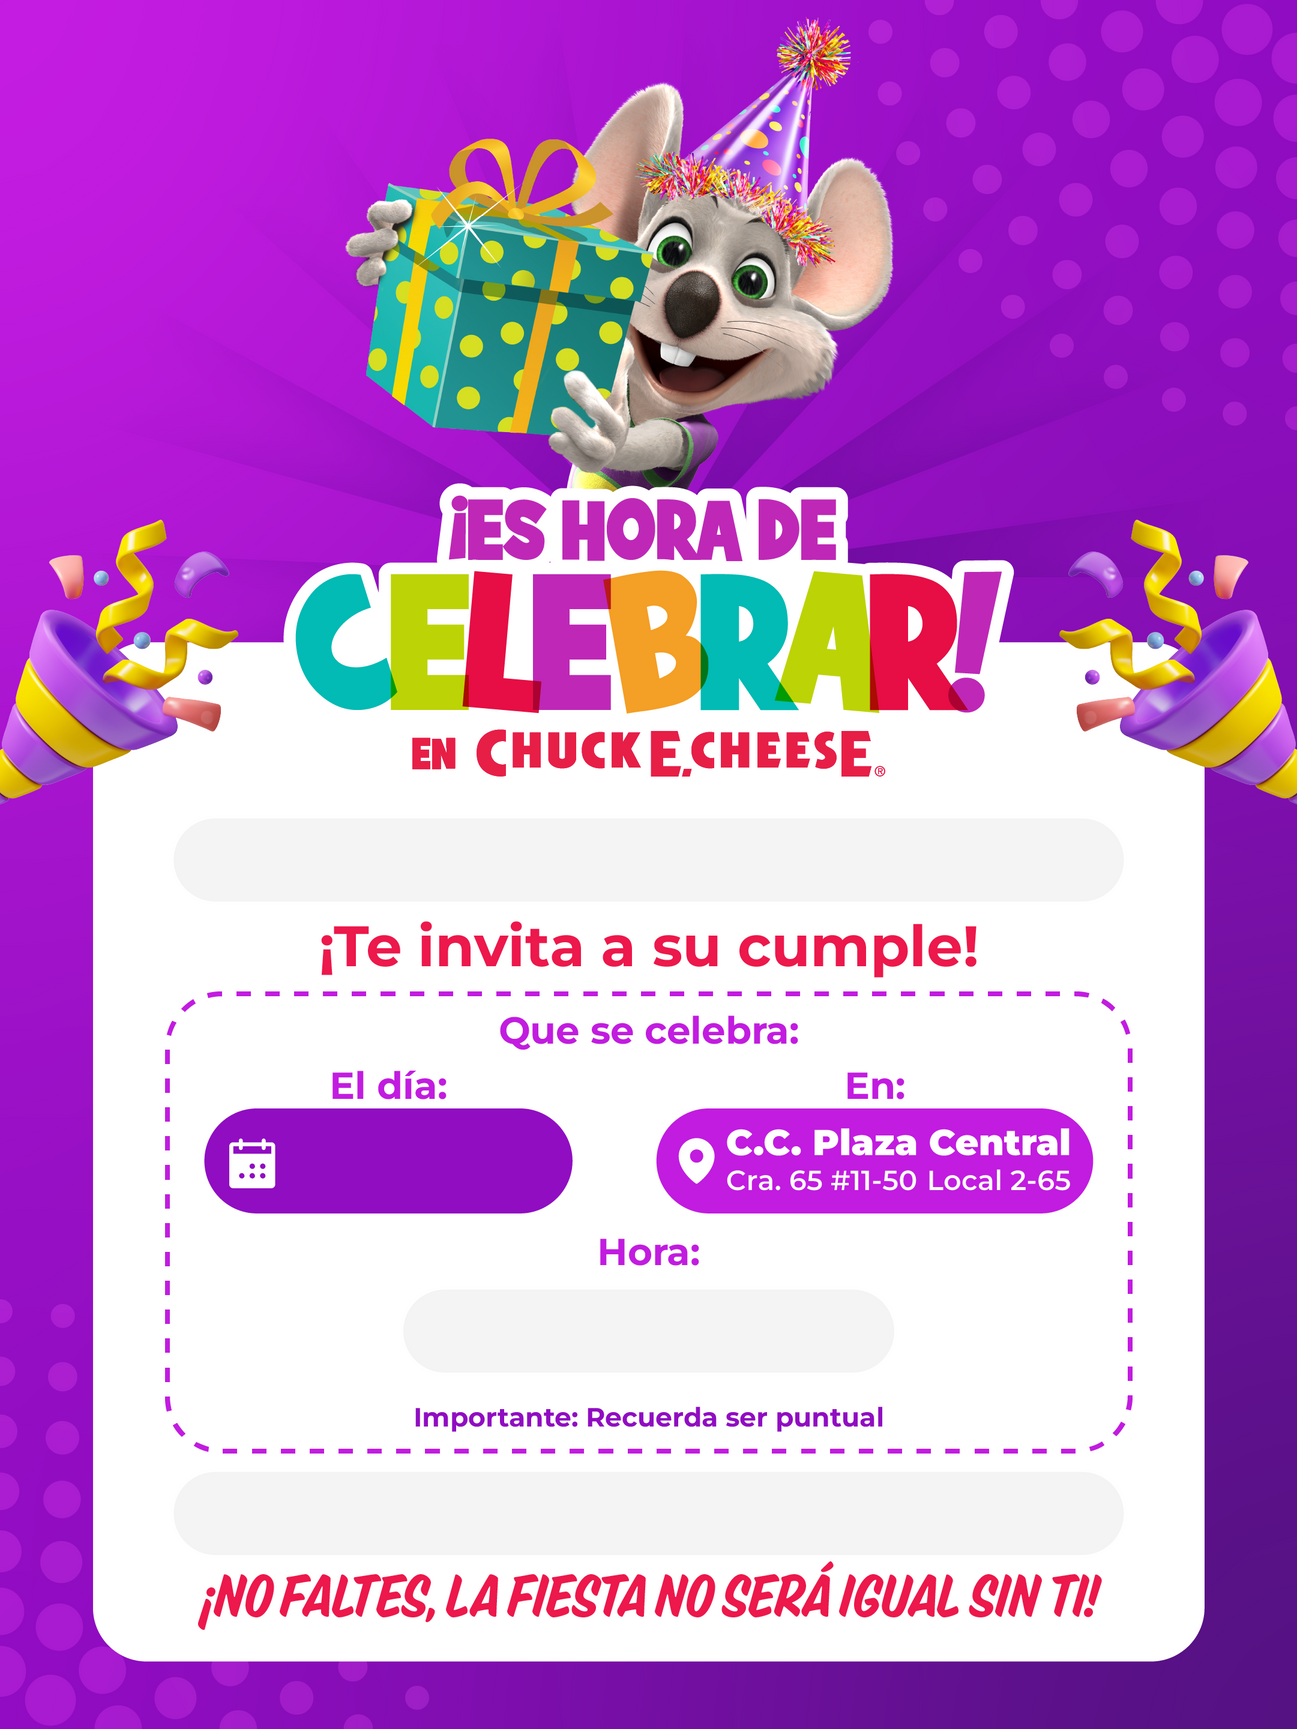 ¡ES HORA DE
CELEBRAR!
EN CHUCK E. CHEESE®
¡Te invita a su cumple!
Que se celebra:
El día:
En:
C.C. Plaza Central
Cra. 65 #11-50 Local 2-65
Hora:
Importante: Recuerda ser puntual
¡NO FALTES, LA FIESTA NO SERÁ IGUAL SIN TI!